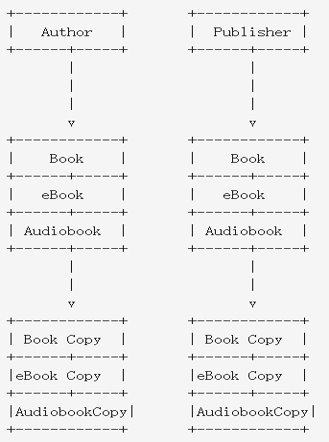 +------------+ +------------+
| Author | | Publisher |
+------+-----+ +------+-----+
| |
| |
| |
v v
+------+-----+ +------+-----+
| Book | | Book |
+------+-----+ +------+-----+
| eBook | | eBook |
+------+-----+ +------+-----+
| Audiobook | | Audiobook |
+------+-----+ +------+-----+
| |
| |
v v
+------+-----+ +------+-----+
| Book Copy | | Book Copy |
+------+-----+ +------+-----+
|eBook Copy | |eBook Copy |
+------+-----+ +------+-----+
|AudiobookCopy| |AudiobookCopy|
+------+-----+ +------+-----+